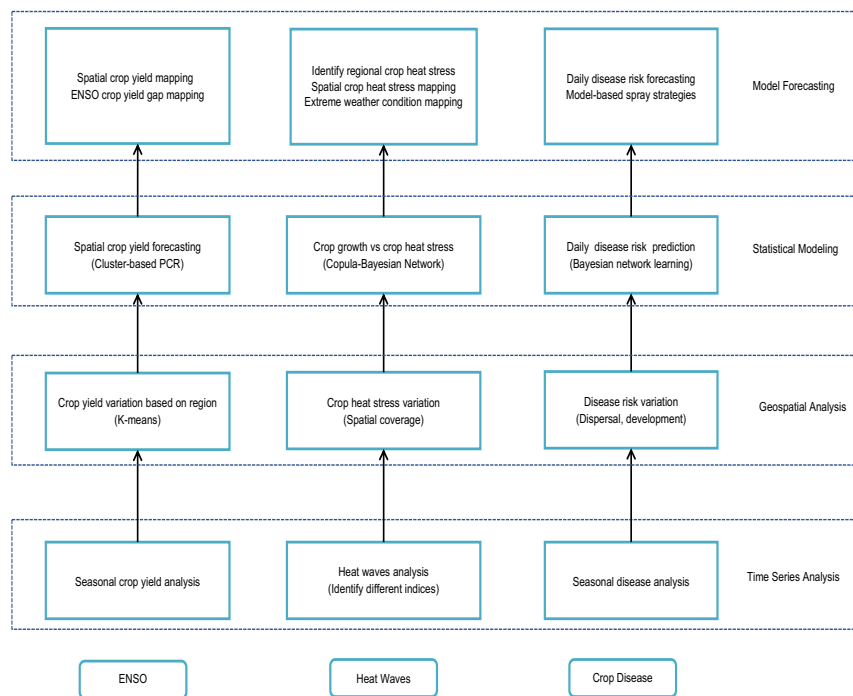 Spatial crop yield mapping
ENSO crop yield gap mapping
Identify regional crop heat stress
Spatial crop heat stress mapping
Extreme weather condition mapping
Daily disease risk forecasting
Model-based spray strategies
Model Forecasting
Spatial crop yield forecasting
(Cluster-based PCR)
Crop growth vs crop heat stress
(Copula-Bayesian Network)
Daily disease risk prediction
(Bayesian network learning)
Statistical Modeling
Crop yield variation based on region
(K-means)
Crop heat stress variation
(Spatial coverage)
Disease risk variation
(Dispersal, development)
Geospatial Analysis
Seasonal crop yield analysis
Heat waves analysis
(Identify different indices)
Seasonal disease analysis
Time Series Analysis
ENSO
Heat Waves
Crop Disease